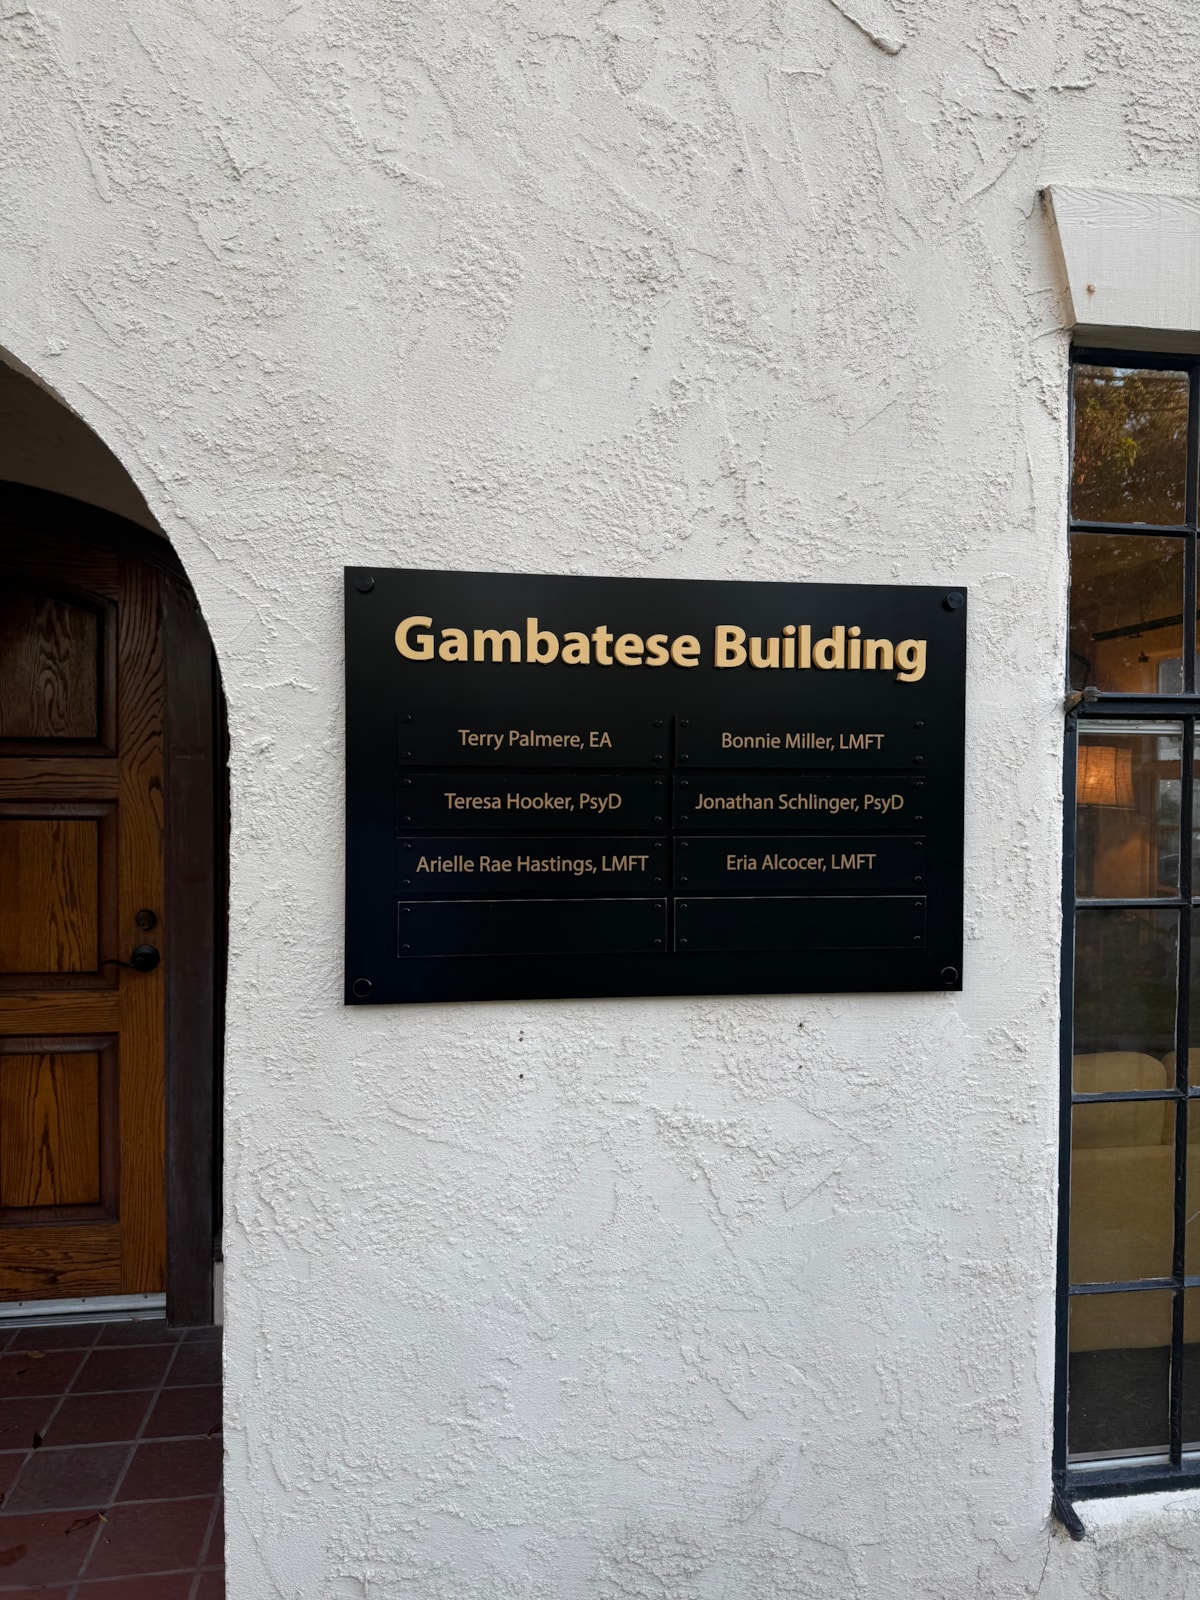 Gambatese Building
Terry Palmere, EA
Bonnie Miller, LMFT
Teresa Hooker, PsyD
Jonathan Schlinger, PsyD
Arielle Rae Hastings, LMFT
Eria Alcocer, LMFT